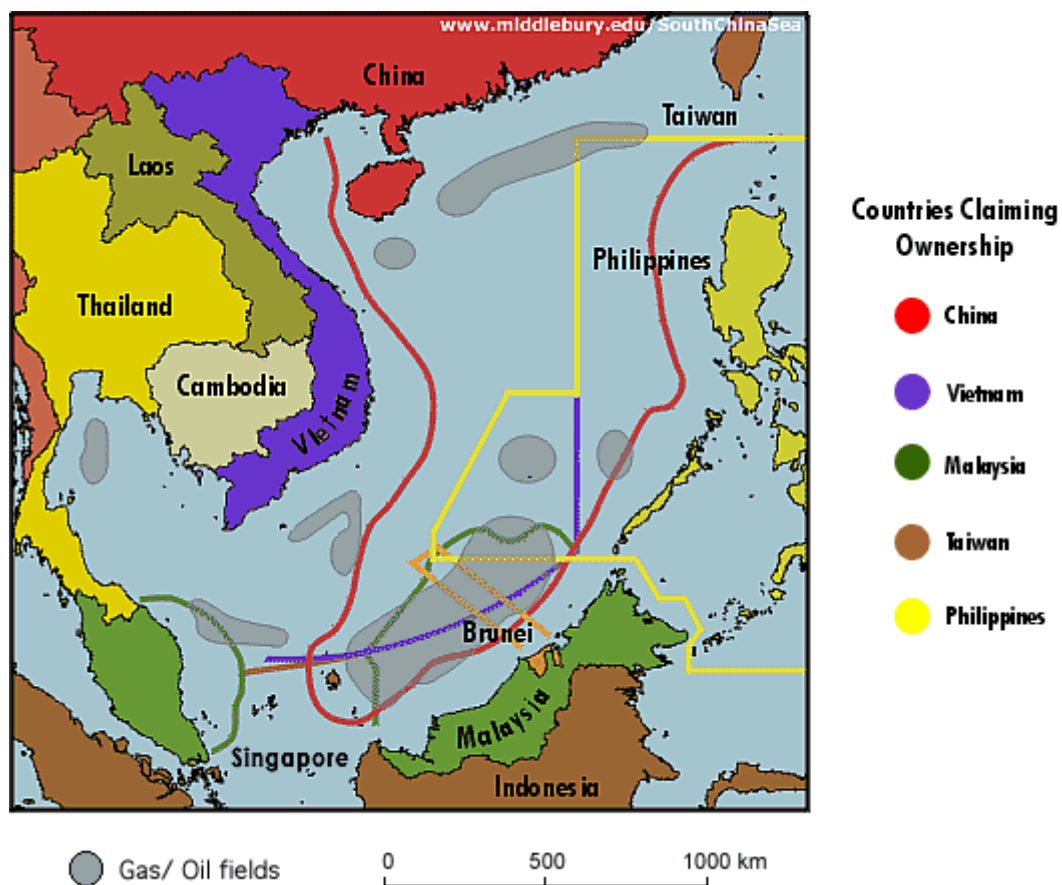 www.middlebury.edu/SouthChinaSea
China
Taiwan
Laos
Philippines
Thailand
Cambodia
Vietnam
Brunei
Malaysia
Singapore
Indonesia
Countries Claiming
Ownership
China
Vietnam
Malaysia
Taiwan
Philippines
Gas/ Oil fields
0 500 1000 km